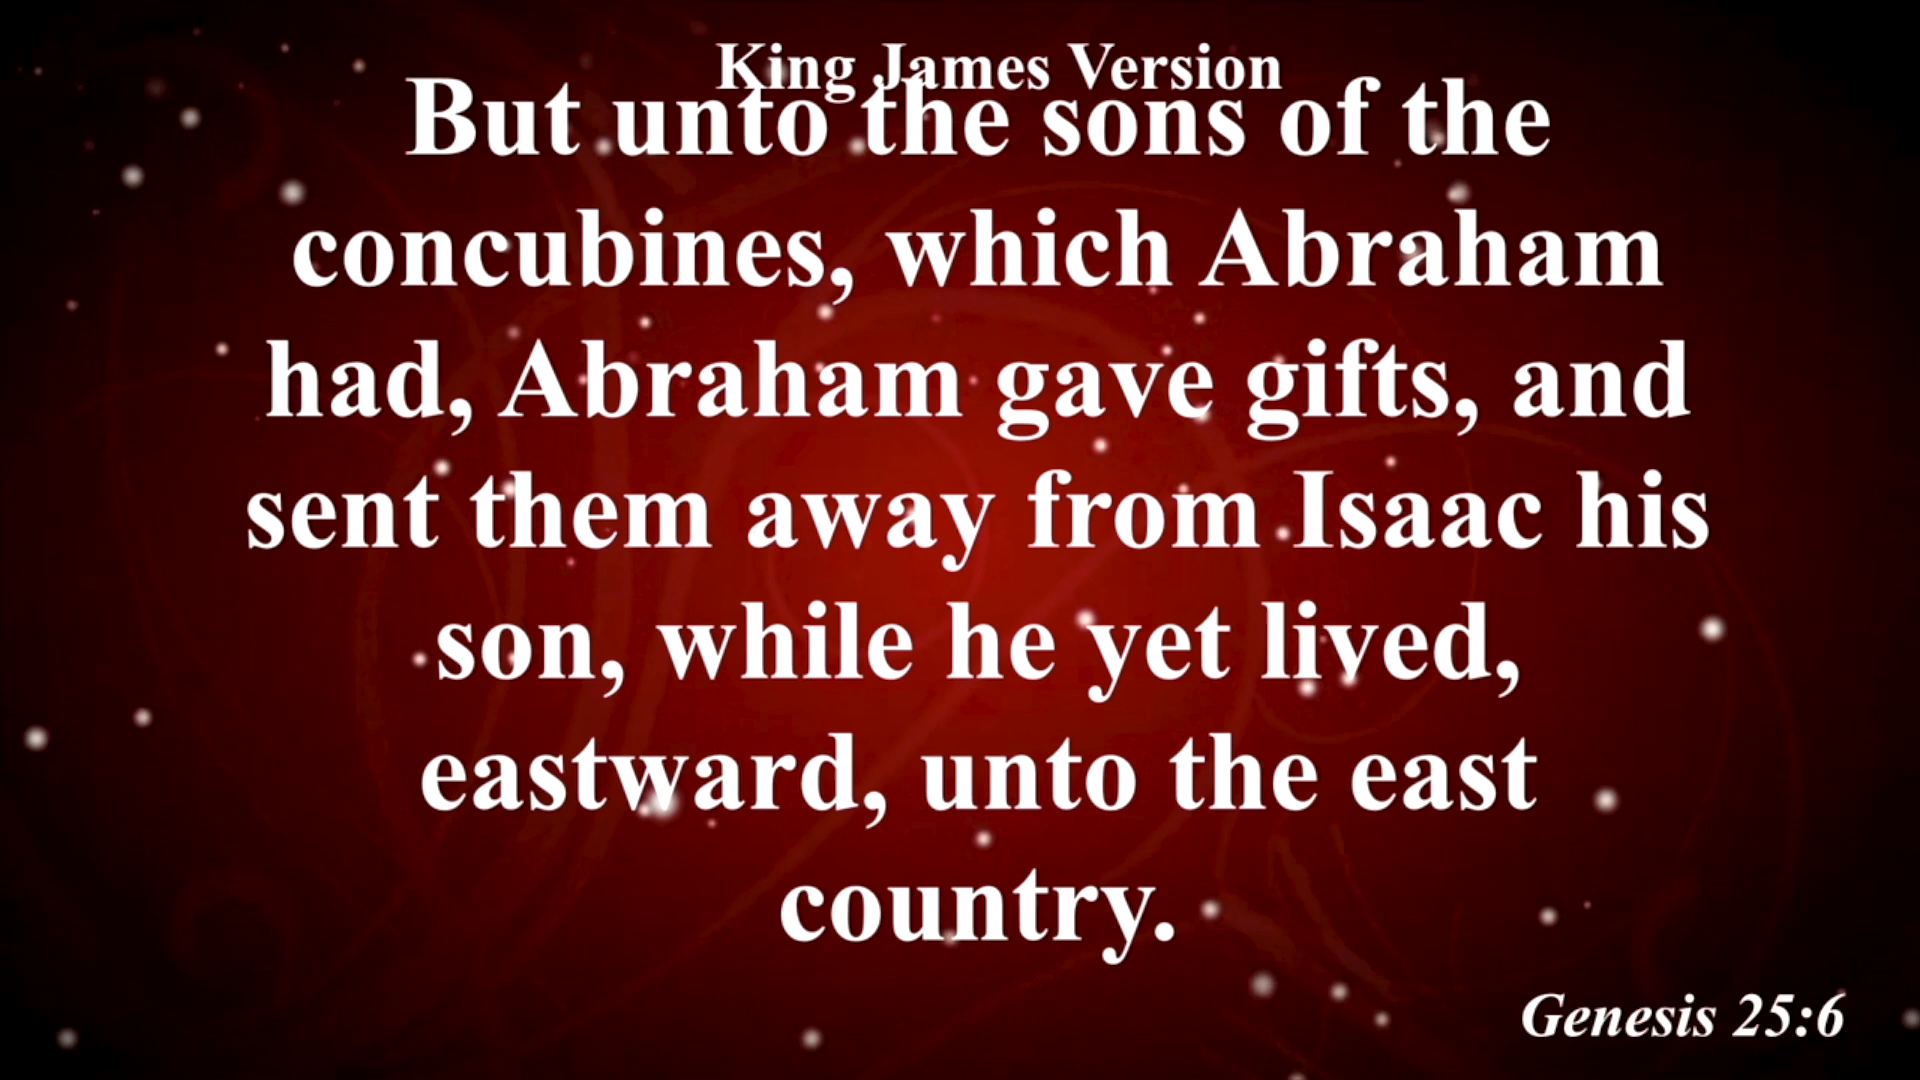 King James Version
But unto the sons of the
concubines, which Abraham
had, Abraham gave gifts, and
sent them away from Isaac his
son, while he yet lived,
eastward, unto the east
country.
Genesis 25:6